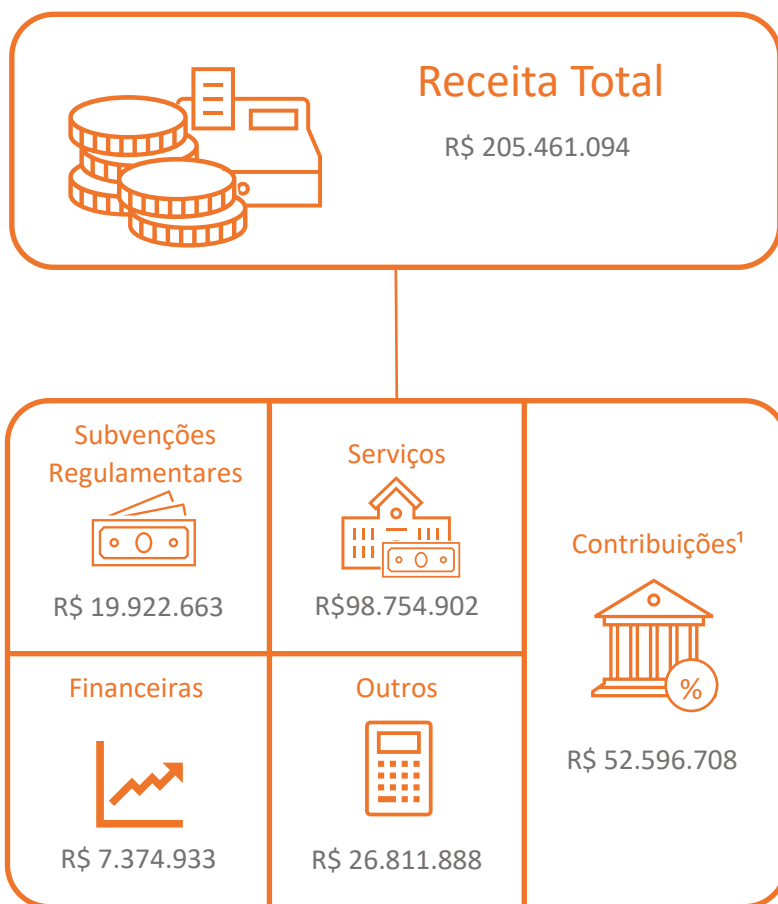 Receita Total
R$ 205.461.094
Subvenções
Regulamentares
R$ 19.922.663
Serviços
R$98.754.902
Contribuições¹
%
R$ 52.596.708
Financeiras
R$ 7.374.933
Outros
R$ 26.811.888